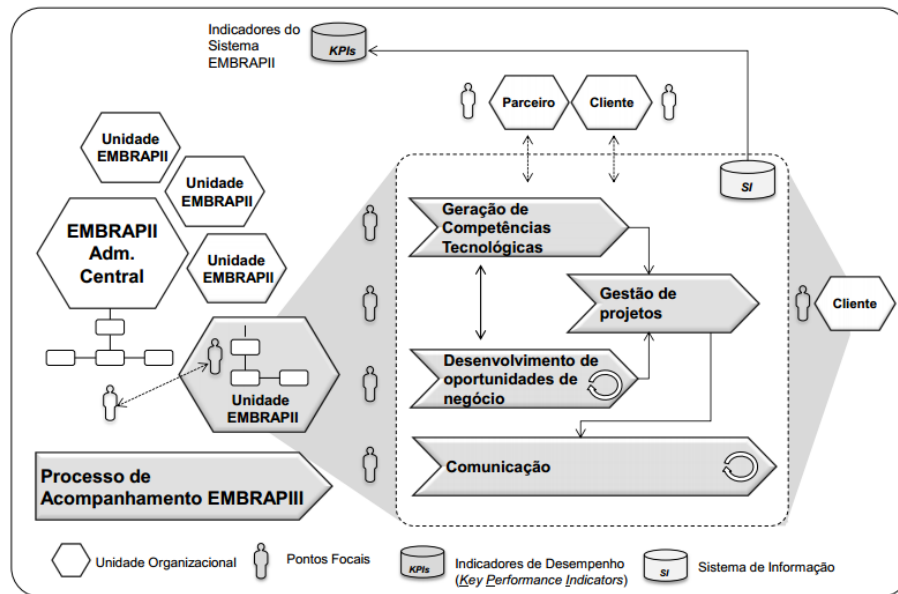 Indicadores do
Sistema
EMBRAPII
KPIs
Parceiro
Cliente
Unidade
EMBRAPII
Unidade
EMBRAPII
SI
EMBRAPII
Adm.
Central
Unidade
EMBRAPII
Geração de
Competências
Tecnológicas
Gestão de
projetos
Cliente
Desenvolvimento de
oportunidades de
negócio
Unidade
EMBRAPII
Comunicação
Processo de
Acompanhamento EMBRAPIII
Unidade Organizacional
Pontos Focais
KPIs
Indicadores de Desempenho
(Key Performance Indicators)
SI
Sistema de Informação